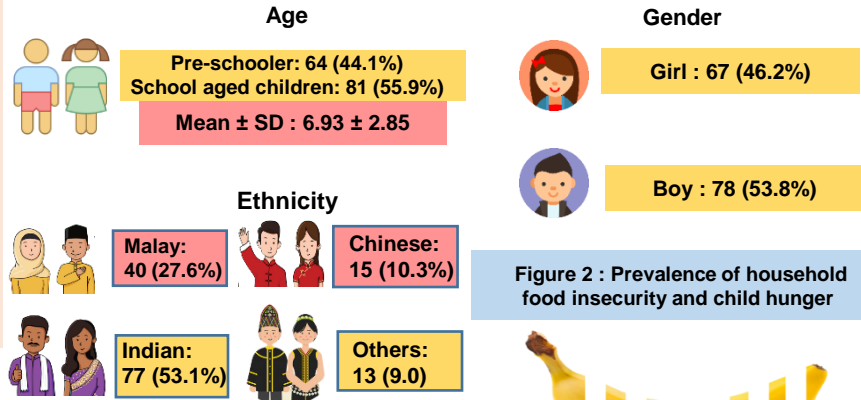 Age
Pre-schooler: 64 (44.1%)
School aged children: 81 (55.9%)
Mean ± SD : 6.93 ± 2.85
Gender
Girl : 67 (46.2%)
Boy : 78 (53.8%)
Ethnicity
Malay:
40 (27.6%)
Chinese:
15 (10.3%)
Indian:
77 (53.1%)
Others:
13 (9.0)
Figure 2 : Prevalence of household
food insecurity and child hunger